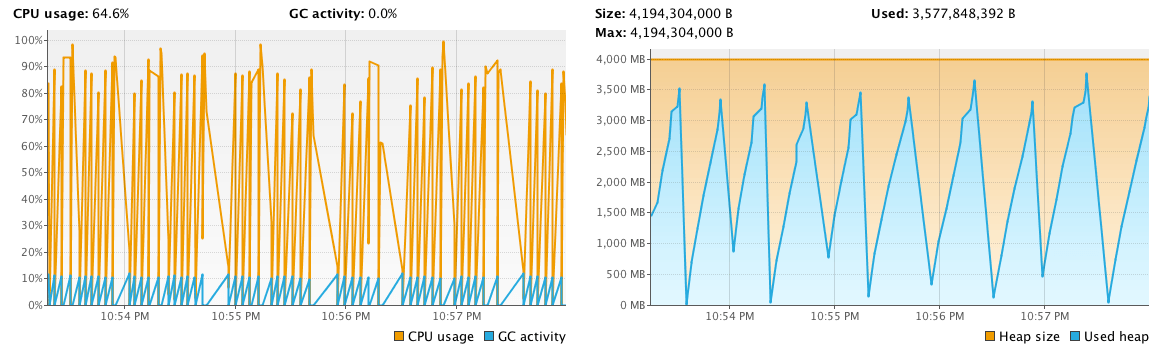 CPU usage: 64.6% GC activity: 0.0%
100%
90%
80%
70%
60%
50%
40%
30%
20%
10%
0%
10:54 PM 10:55 PM 10:56 PM 10:57 PM
CPU usage GC activity
Size: 4,194,304,000 B Used: 3,577,848,392 B
Max: 4,194,304,000 B
4,000 MB
3,500 MB
3,000 MB
2,500 MB
2,000 MB
1,500 MB
1,000 MB
500 MB
0 MB
10:54 PM 10:55 PM 10:56 PM 10:57 PM
Heap size Used heap